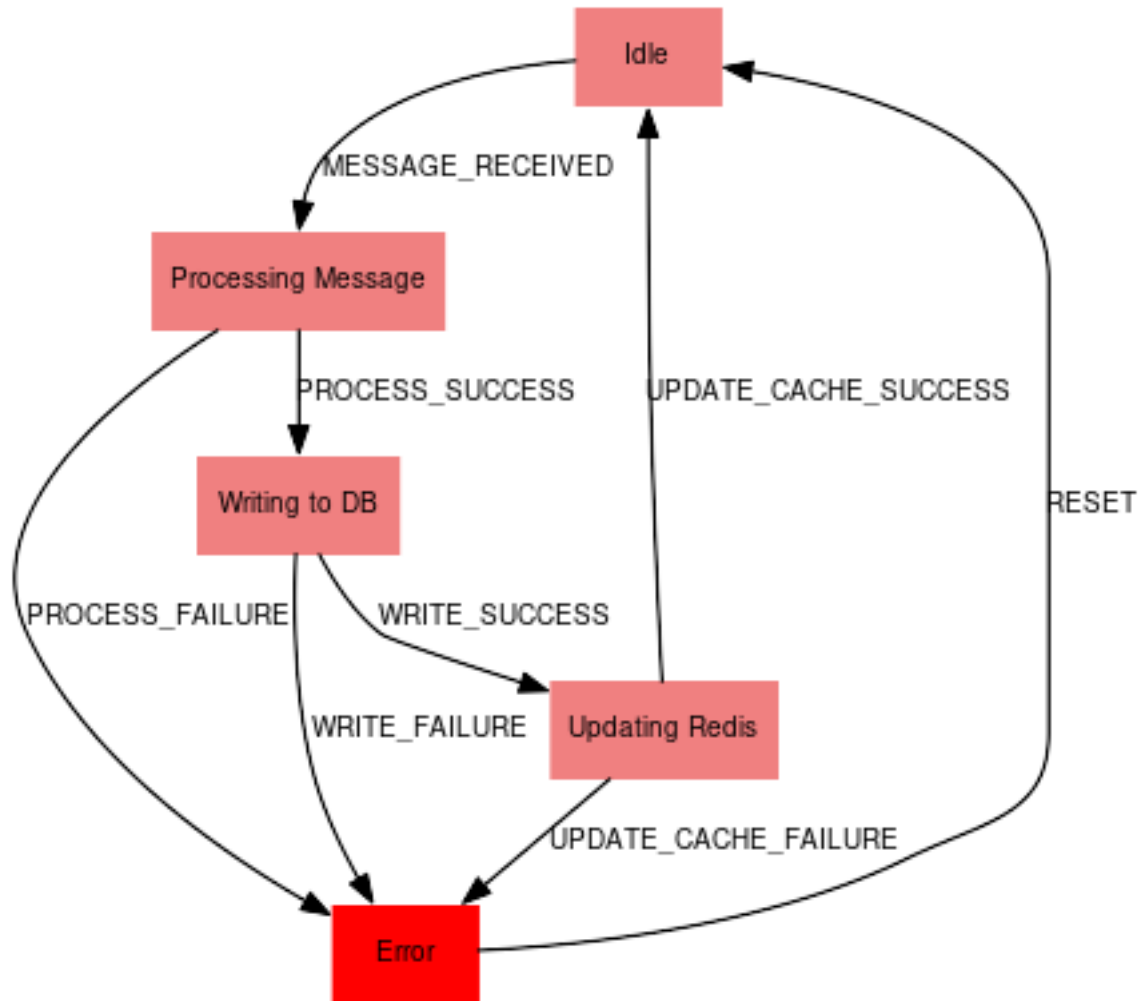 Idle
MESSAGE_RECEIVED
Processing Message
PROCESS_SUCCESS
UPDATE_CACHE_SUCCESS
Writing to DB
RESET
PROCESS_FAILURE
WRITE_SUCCESS
WRITE_FAILURE
Updating Redis
UPDATE_CACHE_FAILURE
Error